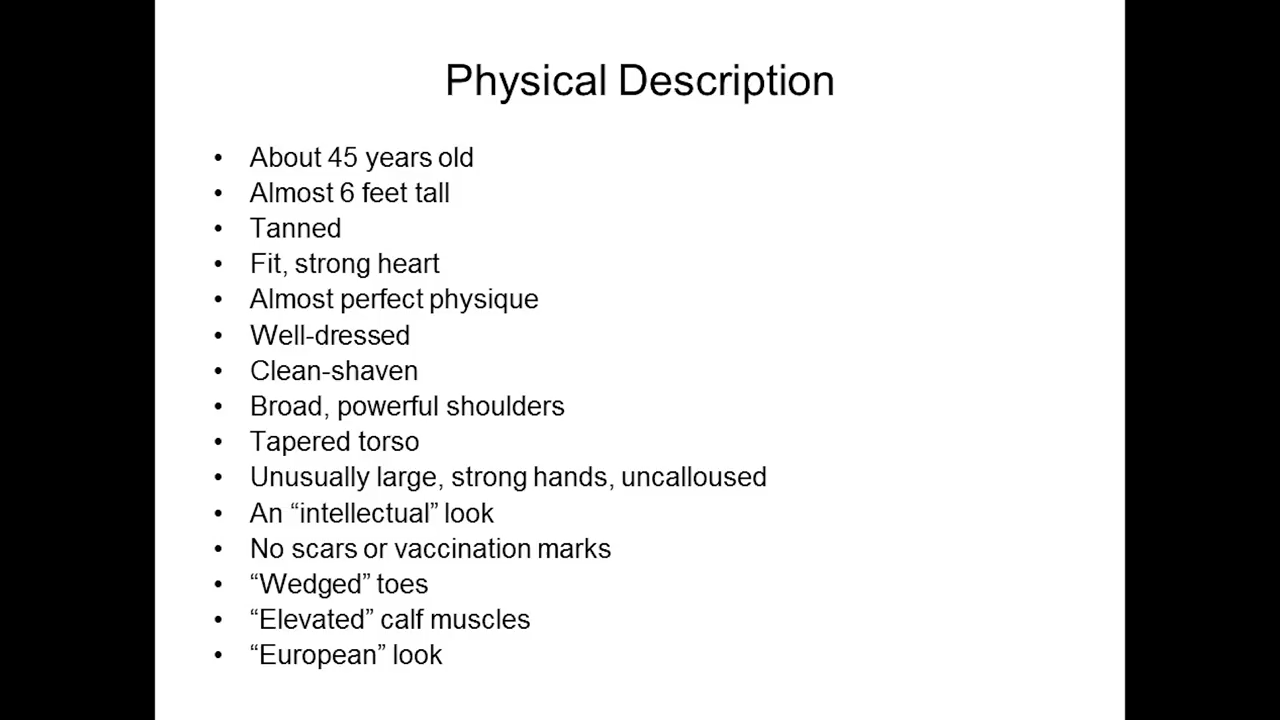 Physical Description
• About 45 years old
• Almost 6 feet tall
• Tanned
• Fit, strong heart
• Almost perfect physique
• Well-dressed
• Clean-shaven
• Broad, powerful shoulders
• Tapered torso
• Unusually large, strong hands, uncalloused
• An “intellectual” look
• No scars or vaccination marks
• “Wedged” toes
• “Elevated” calf muscles
• “European” look